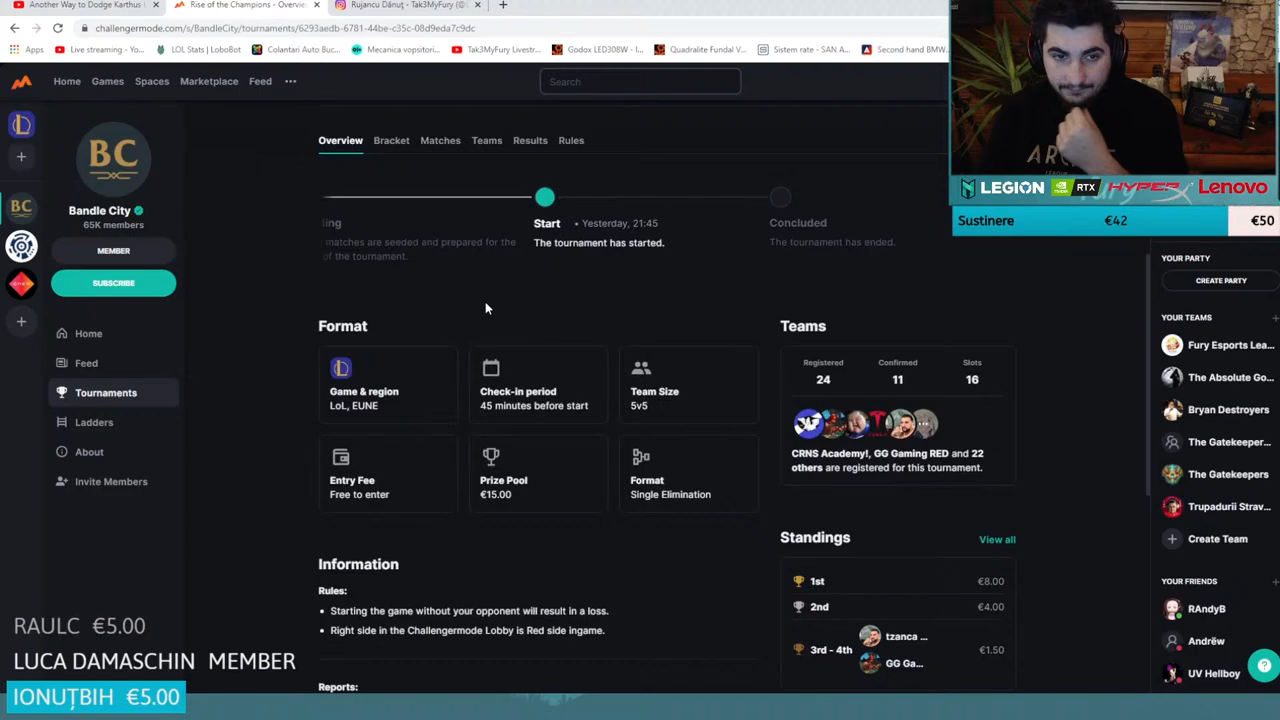 Another Way to Dodge Karthus
Rise of the Champions - Overvie
Rujancu Dănuț - Tak3MyFury (@
challengermode.com/s/BandleCity/tournaments/6293aedb-6781-44be-c35c-08d9eda7c9dc
Apps
Live streaming - Yo
LOL Stats | LoboBot
Colantari Auto Buc...
Mecanica vopsitori...
Tak3MyFury Livestr...
Godox LED308W - I...
Quadralite Fundal V...
Sistem rate - SAN A...
Second hand BMW...
Home
Games
Spaces
Marketplace
Feed
Search
BC
Bandle City
65K members
MEMBER
SUBSCRIBE
BC
Home
Feed
Tournaments
Ladders
About
Invite Members
Overview
Bracket
Matches
Teams
Results
Rules
ing
matches are seeded and prepared for the
of the tournament.
Start • Yesterday, 21:45
The tournament has started.
Concluded
The tournament has ended.
Format
Game & region
LoL, EUNE
Check-in period
45 minutes before start
Team Size
5v5
Entry Fee
Free to enter
Prize Pool
€15.00
Format
Single Elimination
Teams
Registered
Confirmed
Slots
24
11
16
CRNS Academy!, GG Gaming RED and 22
others are registered for this tournament.
Standings
View all
1st €8.00
2nd €4.00
3rd - 4th
tzanca ...
GG Ga...
€1.50
Information
Rules:
• Starting the game without your opponent will result in a loss.
• Right side in the Challengermode Lobby is Red side ingame.
Reports:
LEGION
NVIDIA RTX
HYPERX
Lenovo
Sustinere €42 €50
YOUR PARTY
CREATE PARTY
YOUR TEAMS
Fury Esports Lea...
The Absolute Go...
Bryan Destroyers
The Gatekeeper...
The Gatekeepers
Trupadurii Strav...
Create Team
YOUR FRIENDS
RAndyB
Andrëw
UV Hellboy
RAULC €5.00
LUCA DAMASCHIN MEMBER
IONUȚBIH €5.00